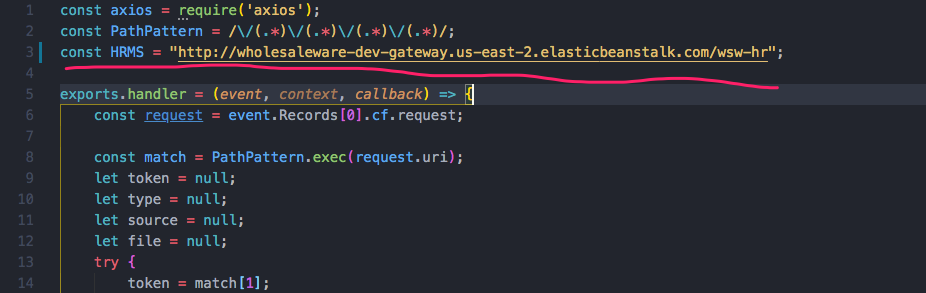 1 const axios = require('axios');
2 const PathPattern = /\/(.*)\/(.*)\/(.*)\/(.*)/;
3 const HRMS = "http://wholesaleware-dev-gateway.us-east-2.elasticbeanstalk.com/wsw-hr";
4
5 exports.handler = (event, context, callback) => {
6 const request = event.Records[0].cf.request;
7
8 const match = PathPattern.exec(request.uri);
9 let token = null;
10 let type = null;
11 let source = null;
12 let file = null;
13 try {
14 token = match[1];